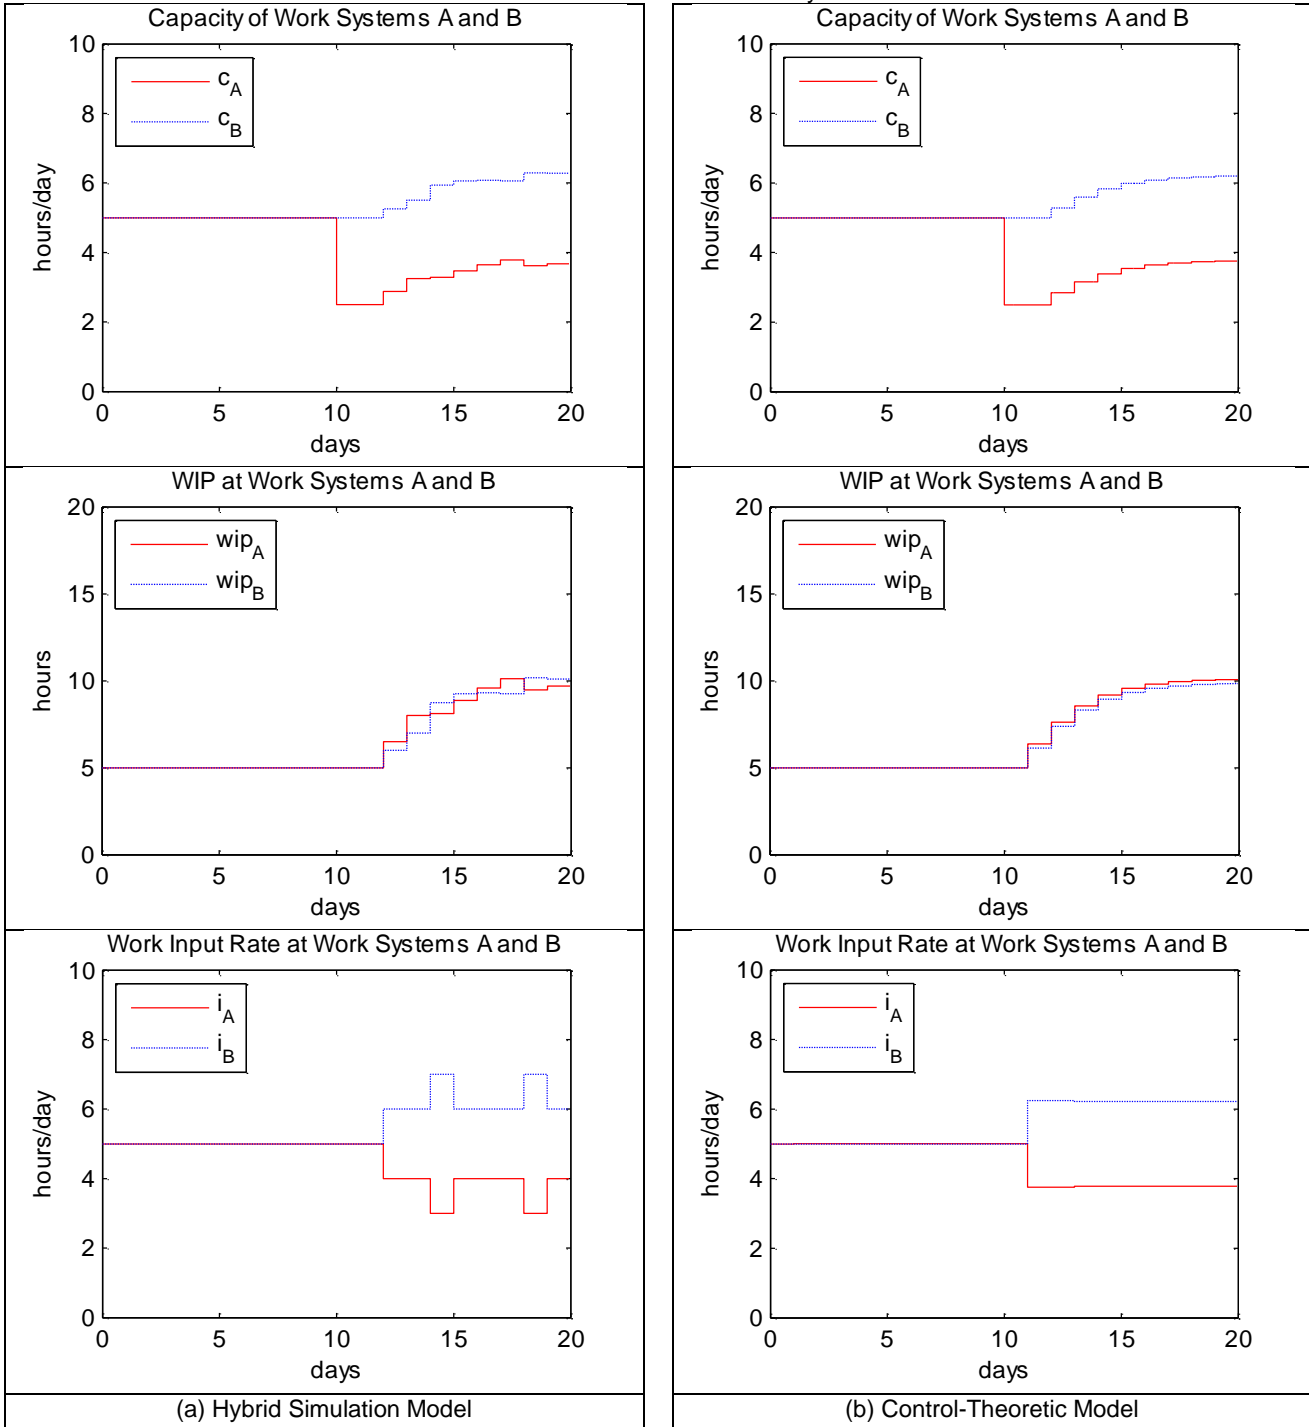 Capacity of Work Systems A and B
10
8
6
4
2
0
hours/day
c_A
c_B
0 5 10 15 20
days
Capacity of Work Systems A and B
10
8
6
4
2
0
hours/day
c_A
c_B
0 5 10 15 20
days
WIP at Work Systems A and B
20
15
10
5
0
hours
wip_A
wip_B
0 5 10 15 20
days
WIP at Work Systems A and B
20
15
10
5
0
hours
wip_A
wip_B
0 5 10 15 20
days
Work Input Rate at Work Systems A and B
10
8
6
4
2
0
hours/day
i_A
i_B
0 5 10 15 20
days
Work Input Rate at Work Systems A and B
10
8
6
4
2
0
hours/day
i_A
i_B
0 5 10 15 20
days
(a) Hybrid Simulation Model
(b) Control-Theoretic Model